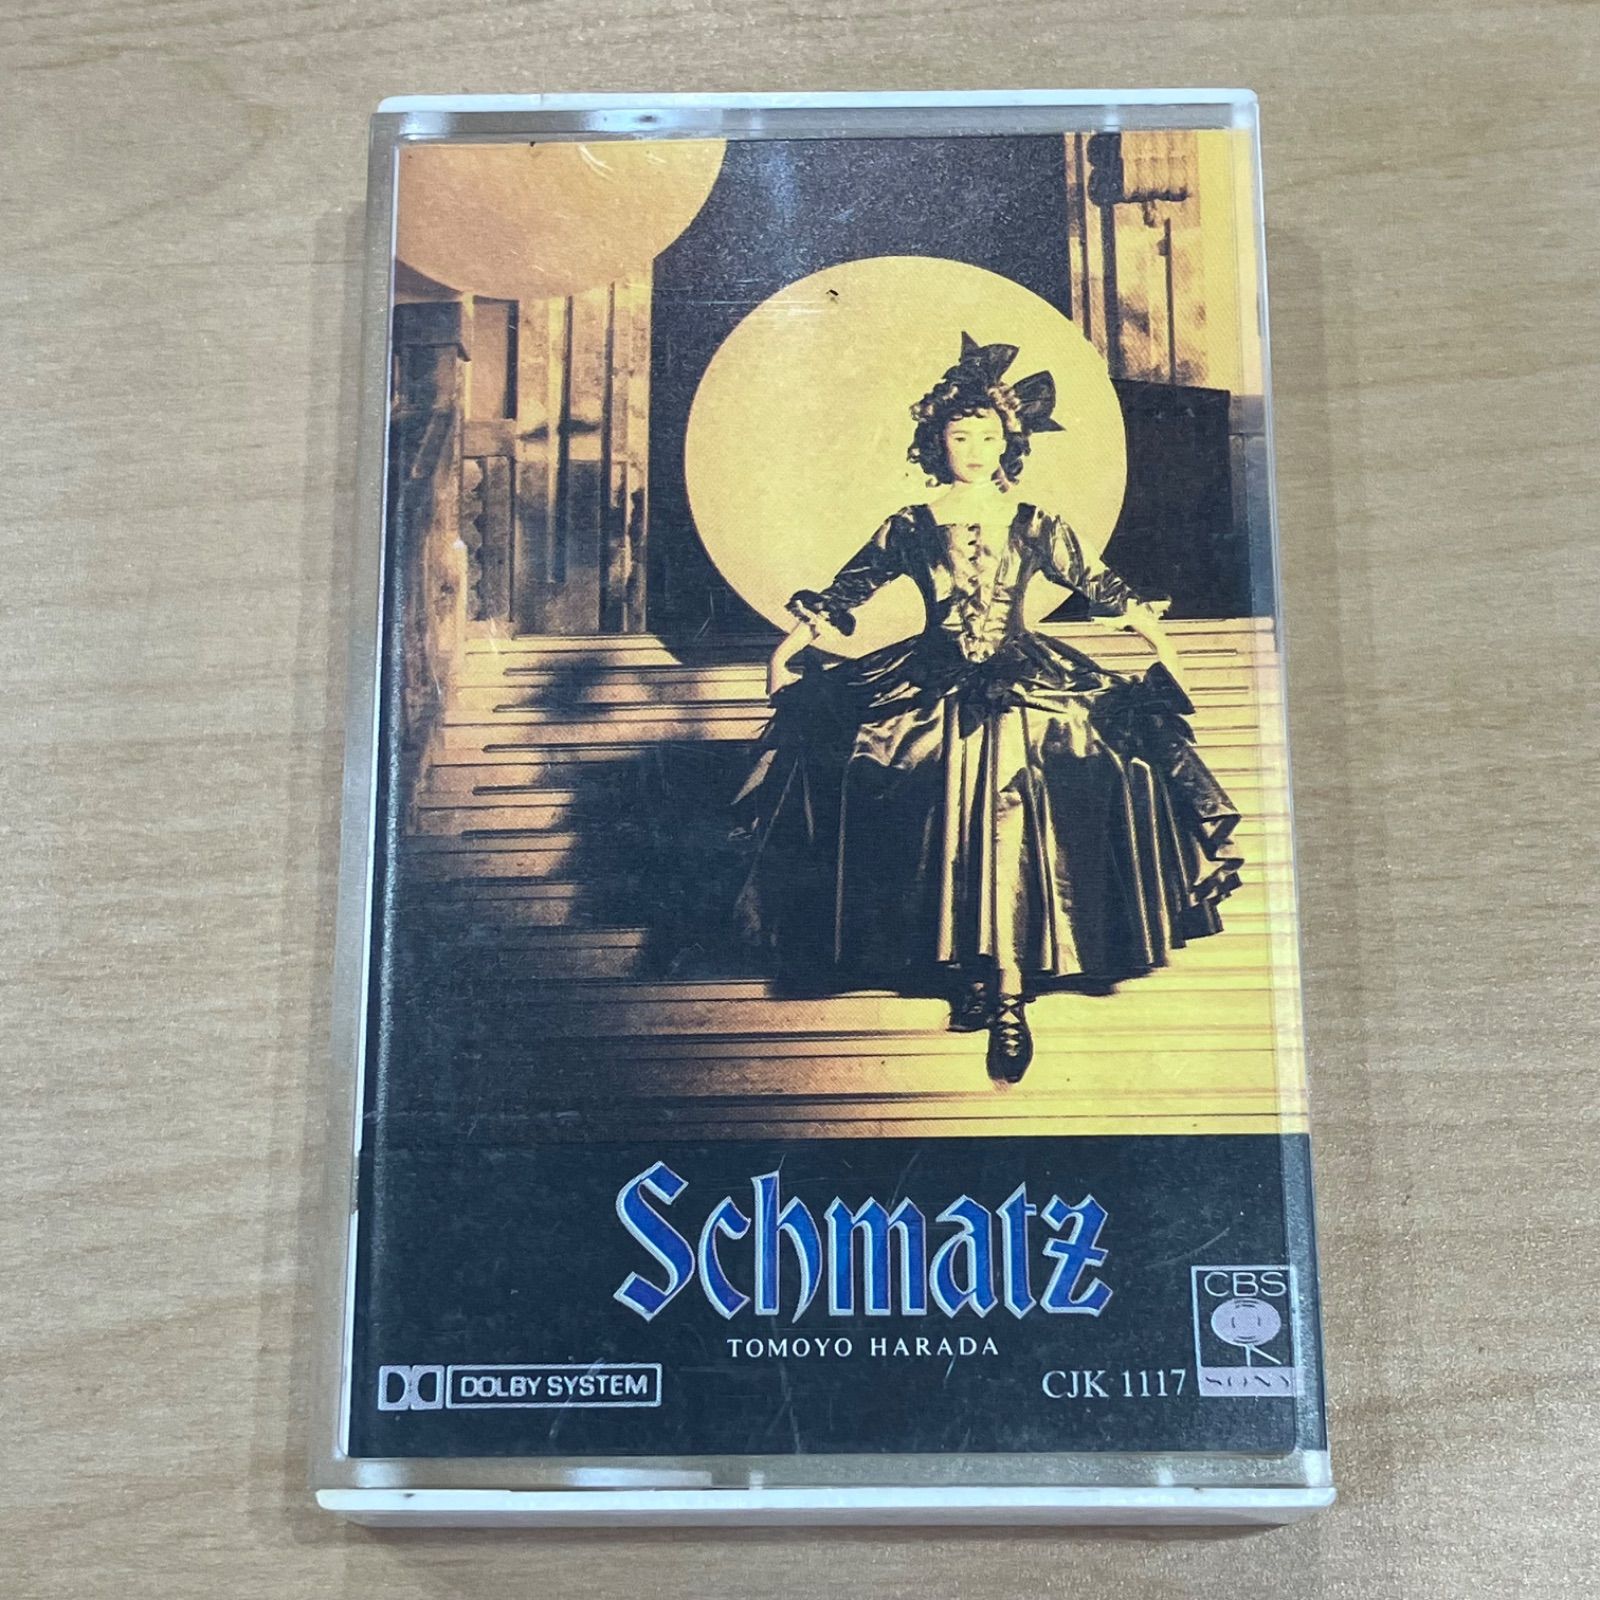 Schmatz
TOMOYO HARADA
DOLBY SYSTEM
CJK 1117
CBS
SONY